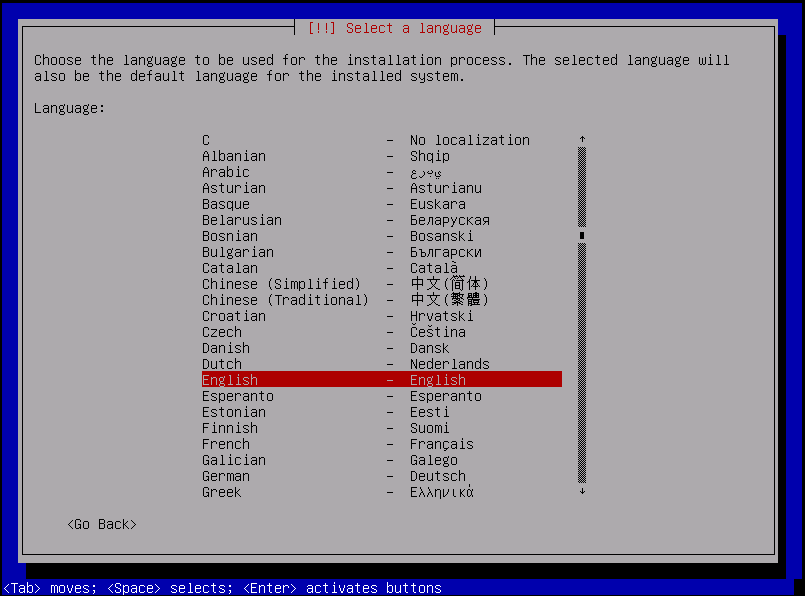 [!!] Select a language
Choose the language to be used for the installation process. The selected language will
also be the default language for the installed system.
Language:
C - No localization
Albanian - Shqip
Arabic - عربي
Asturian - Asturianu
Basque - Euskara
Belarusian - Беларуская
Bosnian - Bosanski
Bulgarian - Български
Catalan - Català
Chinese (Simplified) - 中文(简体)
Chinese (Traditional) - 中文(繁體)
Croatian - Hrvatski
Czech - Čeština
Danish - Dansk
Dutch - Nederlands
English - English
Esperanto - Esperanto
Estonian - Eesti
Finnish - Suomi
French - Français
Galician - Galego
German - Deutsch
Greek - Ελληνικά
<Go Back>
<Tab> moves; <Space> selects; <Enter> activates buttons